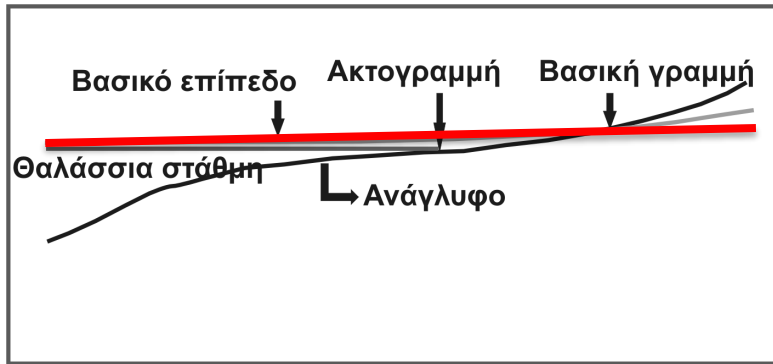 Βασικό επίπεδο
Ακτογραμμή
Βασική γραμμή
Θαλάσσια στάθμη
Ανάγλυφο